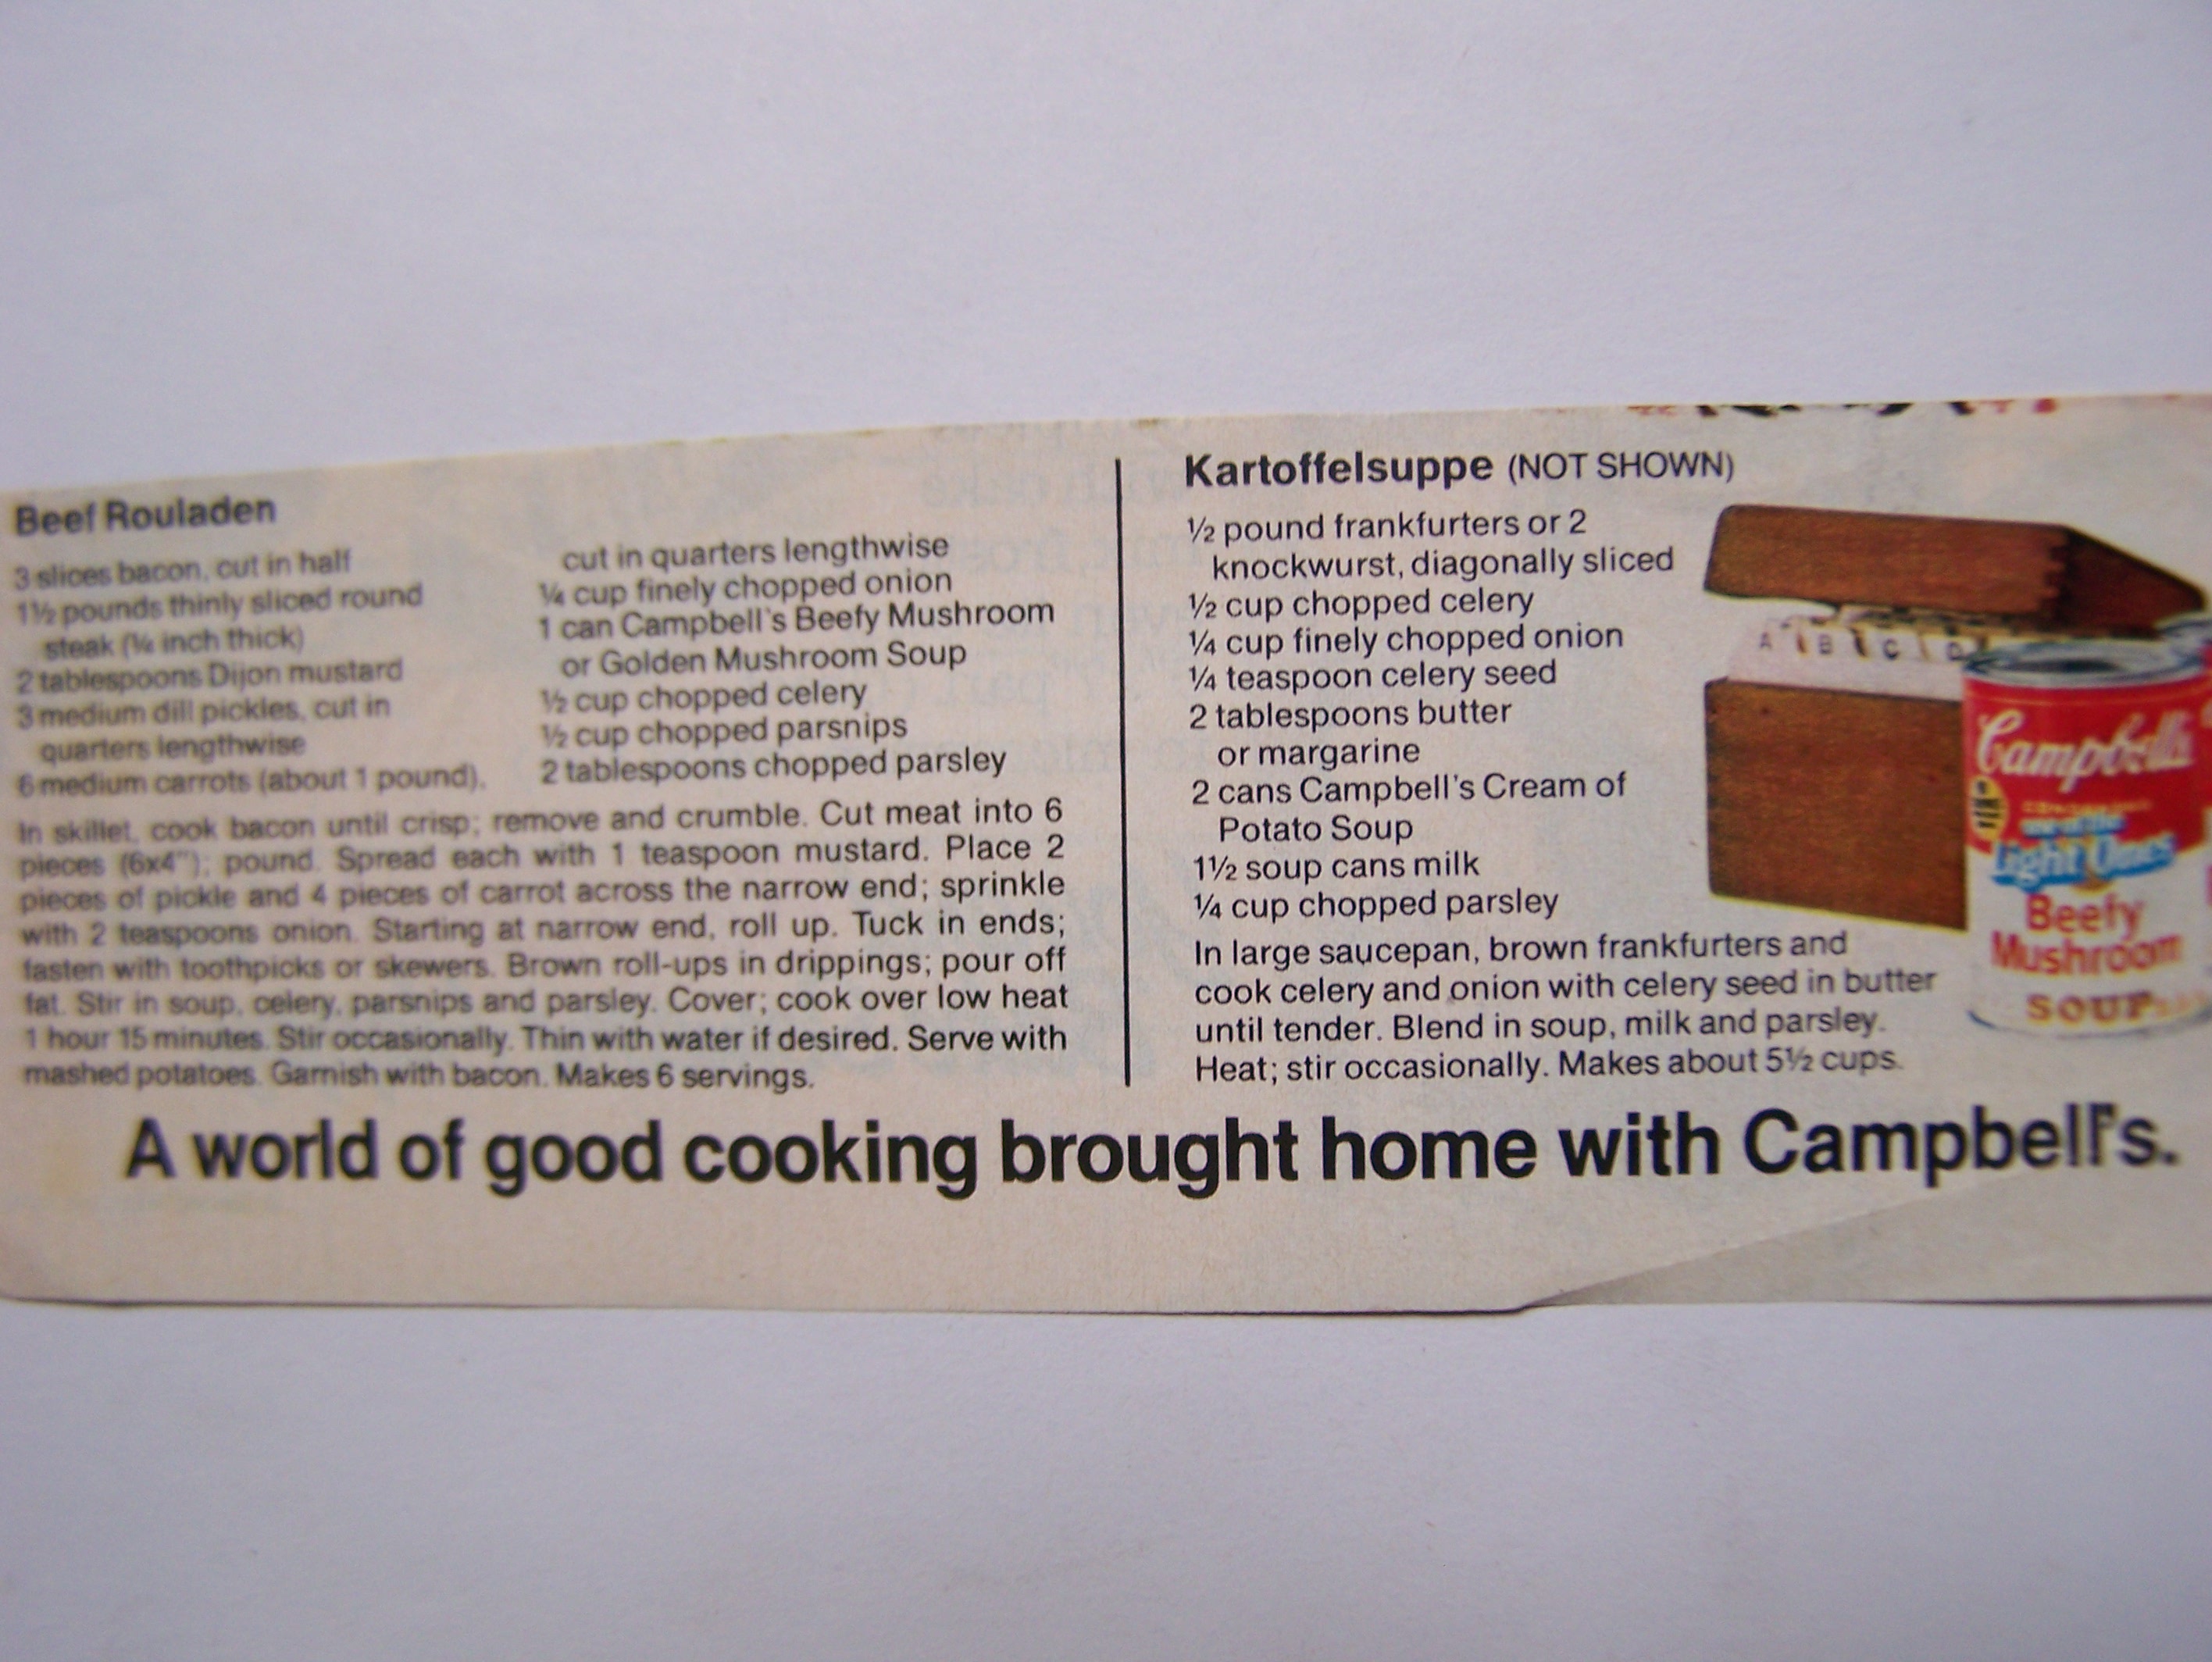 Beef Rouladen
3 slices bacon, cut in half
1½ pounds thinly sliced round
steak (¼ inch thick)
2 tablespoons Dijon mustard
3 medium dill pickles, cut in
quarters lengthwise
6 medium carrots (about 1 pound),
cut in quarters lengthwise
¼ cup finely chopped onion
1 can Campbell's Beefy Mushroom
or Golden Mushroom Soup
½ cup chopped celery
½ cup chopped parsnips
2 tablespoons chopped parsley
In skillet, cook bacon until crisp; remove and crumble. Cut meat into 6
pieces (6x4"); pound. Spread each with 1 teaspoon mustard. Place 2
pieces of pickle and 4 pieces of carrot across the narrow end; sprinkle
with 2 teaspoons onion. Starting at narrow end, roll up. Tuck in ends;
fasten with toothpicks or skewers. Brown roll-ups in drippings; pour off
fat. Stir in soup, celery, parsnips and parsley. Cover; cook over low heat
1 hour 15 minutes. Stir occasionally. Thin with water if desired. Serve with
mashed potatoes. Garnish with bacon. Makes 6 servings.
Kartoffelsuppe (NOT SHOWN)
½ pound frankfurters or 2
knockwurst, diagonally sliced
½ cup chopped celery
¼ cup finely chopped onion
¼ teaspoon celery seed
2 tablespoons butter
or margarine
2 cans Campbell's Cream of
Potato Soup
1½ soup cans milk
¼ cup chopped parsley
In large saucepan, brown frankfurters and
cook celery and onion with celery seed in butter
until tender. Blend in soup, milk and parsley.
Heat; stir occasionally. Makes about 5½ cups.
A B C D
Campbell's
Light Ones
Beefy
Mushroom
SOUP
A world of good cooking brought home with Campbell's.